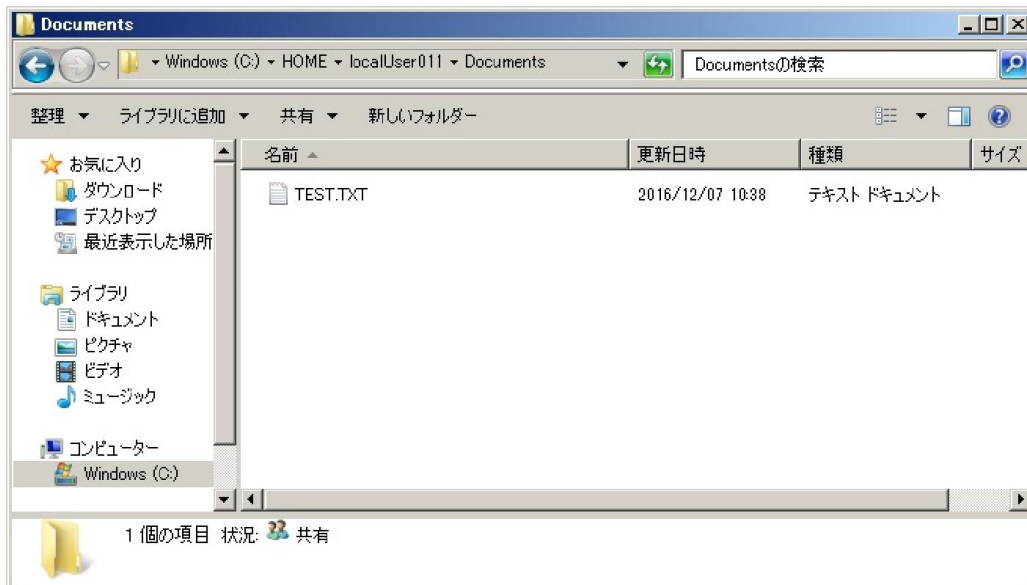 Documents
Windows (C:) HOME localUser011 Documents
Documentsの検索
整理 ライブラリに追加 共有 新しいフォルダー
お気に入り
ダウンロード
デスクトップ
最近表示した場所
ライブラリ
ドキュメント
ピクチャ
ビデオ
ミュージック
コンピューター
Windows (C:)
名前 更新日時 種類 サイズ
TEST.TXT 2016/12/07 10:38 テキスト ドキュメント
1 個の項目 状況: 共有